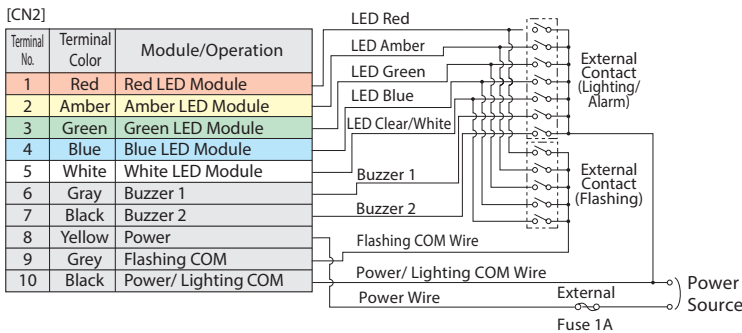 [CN2]
Terminal No. Terminal Color Module/Operation
1 Red Red LED Module
2 Amber Amber LED Module
3 Green Green LED Module
4 Blue Blue LED Module
5 White White LED Module
6 Gray Buzzer 1
7 Black Buzzer 2
8 Yellow Power
9 Grey Flashing COM
10 Black Power/ Lighting COM
LED Red
LED Amber
LED Green
LED Blue
LED Clear/White
Buzzer 1
Buzzer 2
Flashing COM Wire
Power/ Lighting COM Wire
Power Wire
External
Contact
(Lighting/
Alarm)
External
Contact
(Flashing)
External
Fuse 1A
Power
Source